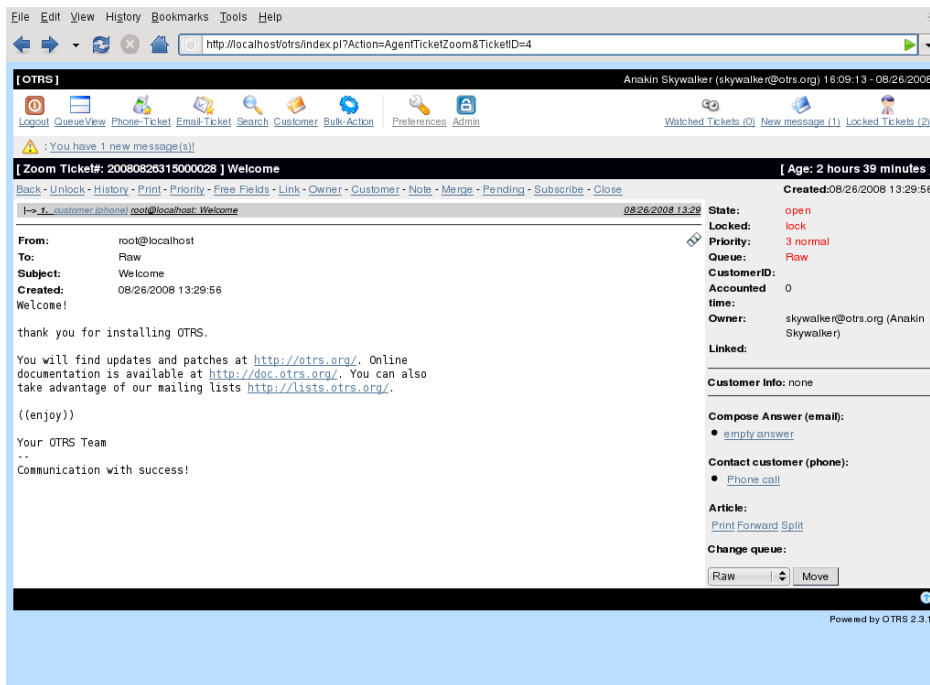 File Edit View History Bookmarks Tools Help
http://localhost/otrs/index.pl?Action=AgentTicketZoom&TicketID=4
[ OTRS ] Anakin Skywalker (skywalker@otrs.org) 16:09:13 - 08/26/2008
Logout QueueView Phone-Ticket Email-Ticket Search Customer Bulk-Action Preferences Admin Watched Tickets (0) New message (1) Locked Tickets (2)
: You have 1 new message(s)!
[ Zoom Ticket#: 20080826315000028 ] Welcome [ Age: 2 hours 39 minutes ]
Back - Unlock - History - Print - Priority - Free Fields - Link - Owner - Customer - Note - Merge - Pending - Subscribe - Close Created:08/26/2008 13:29:56
|--> 1. customer (phone) root@localhost: Welcome 08/26/2008 13:29
From: root@localhost
To: Raw
Subject: Welcome
Created: 08/26/2008 13:29:56
Welcome!
thank you for installing OTRS.
You will find updates and patches at http://otrs.org/. Online
documentation is available at http://doc.otrs.org/. You can also
take advantage of our mailing lists http://lists.otrs.org/.
((enjoy))
Your OTRS Team
--
Communication with success!
State: open
Locked: lock
Priority: 3 normal
Queue: Raw
CustomerID:
Accounted time: 0
Owner: skywalker@otrs.org (Anakin
Skywalker)
Linked:
Customer Info: none
Compose Answer (email):
• empty answer
Contact customer (phone):
• Phone call
Article:
Print Forward Split
Change queue:
Raw Move
Powered by OTRS 2.3.1